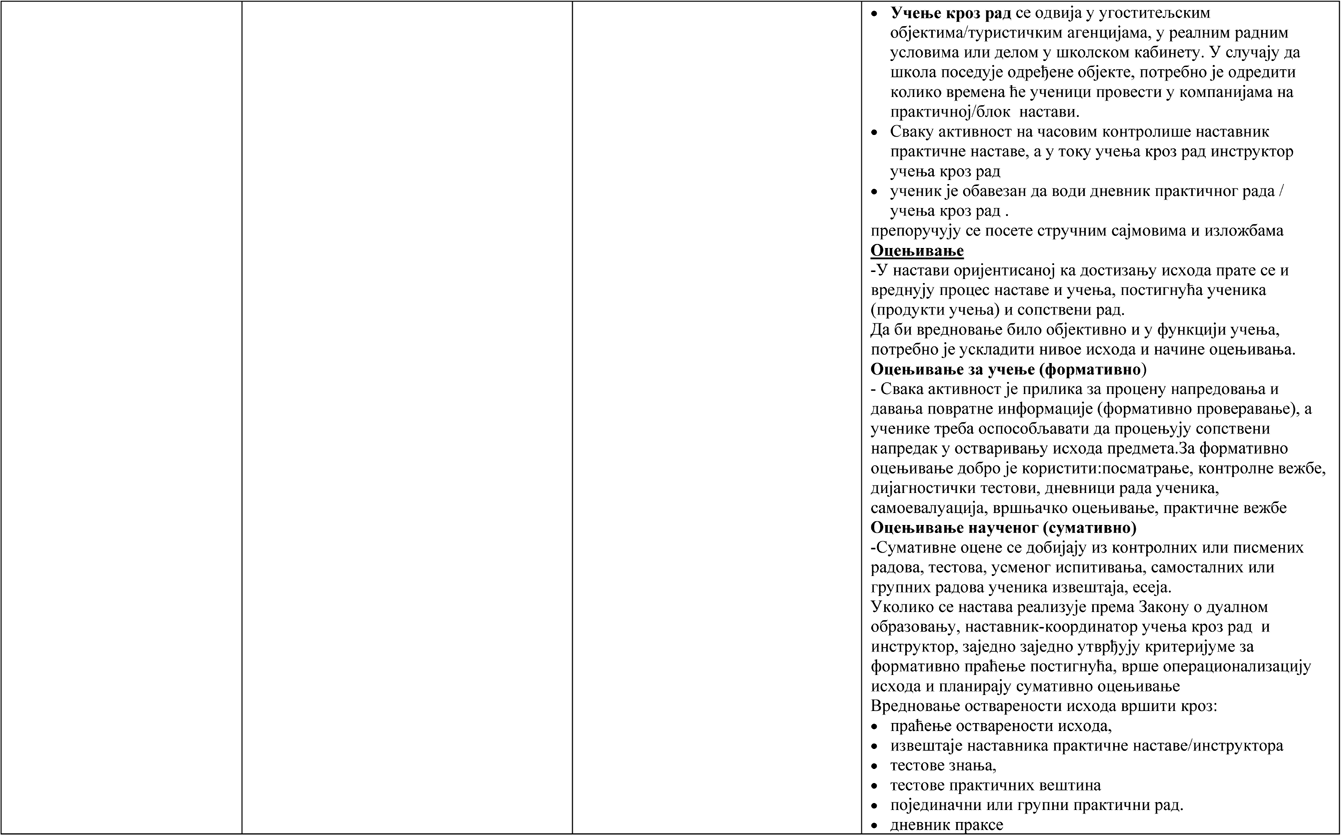 • Учење кроз рад се одвија у угоститељским
објектима/туристичким агенцијама, у реалним радним
условима или делом у школском кабинету. У случају да
школа поседује одређене објекте, потребно је одредити
колико времена ће ученици провести у компанијама на
практичној/блок  настави.
• Сваку активност на часовим контролише наставник
практичне наставе, а у току учења кроз рад инструктор
учења кроз рад
• ученик је обавезан да води дневник практичног рада /
учења кроз рад .
препоручују се посете стручним сајмовима и изложбама
Оцењивање
-У настави оријентисаној ка достизању исхода прате се и
вреднују процес наставе и учења, постигнућа ученика
(продукти учења) и сопствени рад.
Да би вредновање било објективно и у функцији учења,
потребно је ускладити нивое исхода и начине оцењивања.
Оцењивање за учење (формативно)
- Свака активност је прилика за процену напредовања и
давања повратне информације (формативно проверавање), а
ученике треба оспособљавати да процењују сопствени
напредак у остваривању исхода предмета.За формативно
оцењивање добро је користити:посматрање, контролне вежбе,
дијагностички тестови, дневници рада ученика,
самоевалуација, вршњачко оцењивање, практичне вежбе
Оцењивање наученог (сумативно)
-Сумативне оцене се добијају из контролних или писмених
радова, тестова, усменог испитивања, самосталних или
групних радова ученика извештаја, есеја.
Уколико се настава реализује према Закону о дуалном
образовању, наставник-координатор учења кроз рад  и
инструктор, заједно заједно утврђују критеријуме за
формативно праћење постигнућа, врше операционализацију
исхода и планирају сумативно оцењивање
Вредновање остварености исхода вршити кроз:
• праћење остварености исхода,
• извештаје наставника практичне наставе/инструктора
• тестове знања,
• тестове практичних вештина
• појединачни или групни практични рад.
• дневник праксе